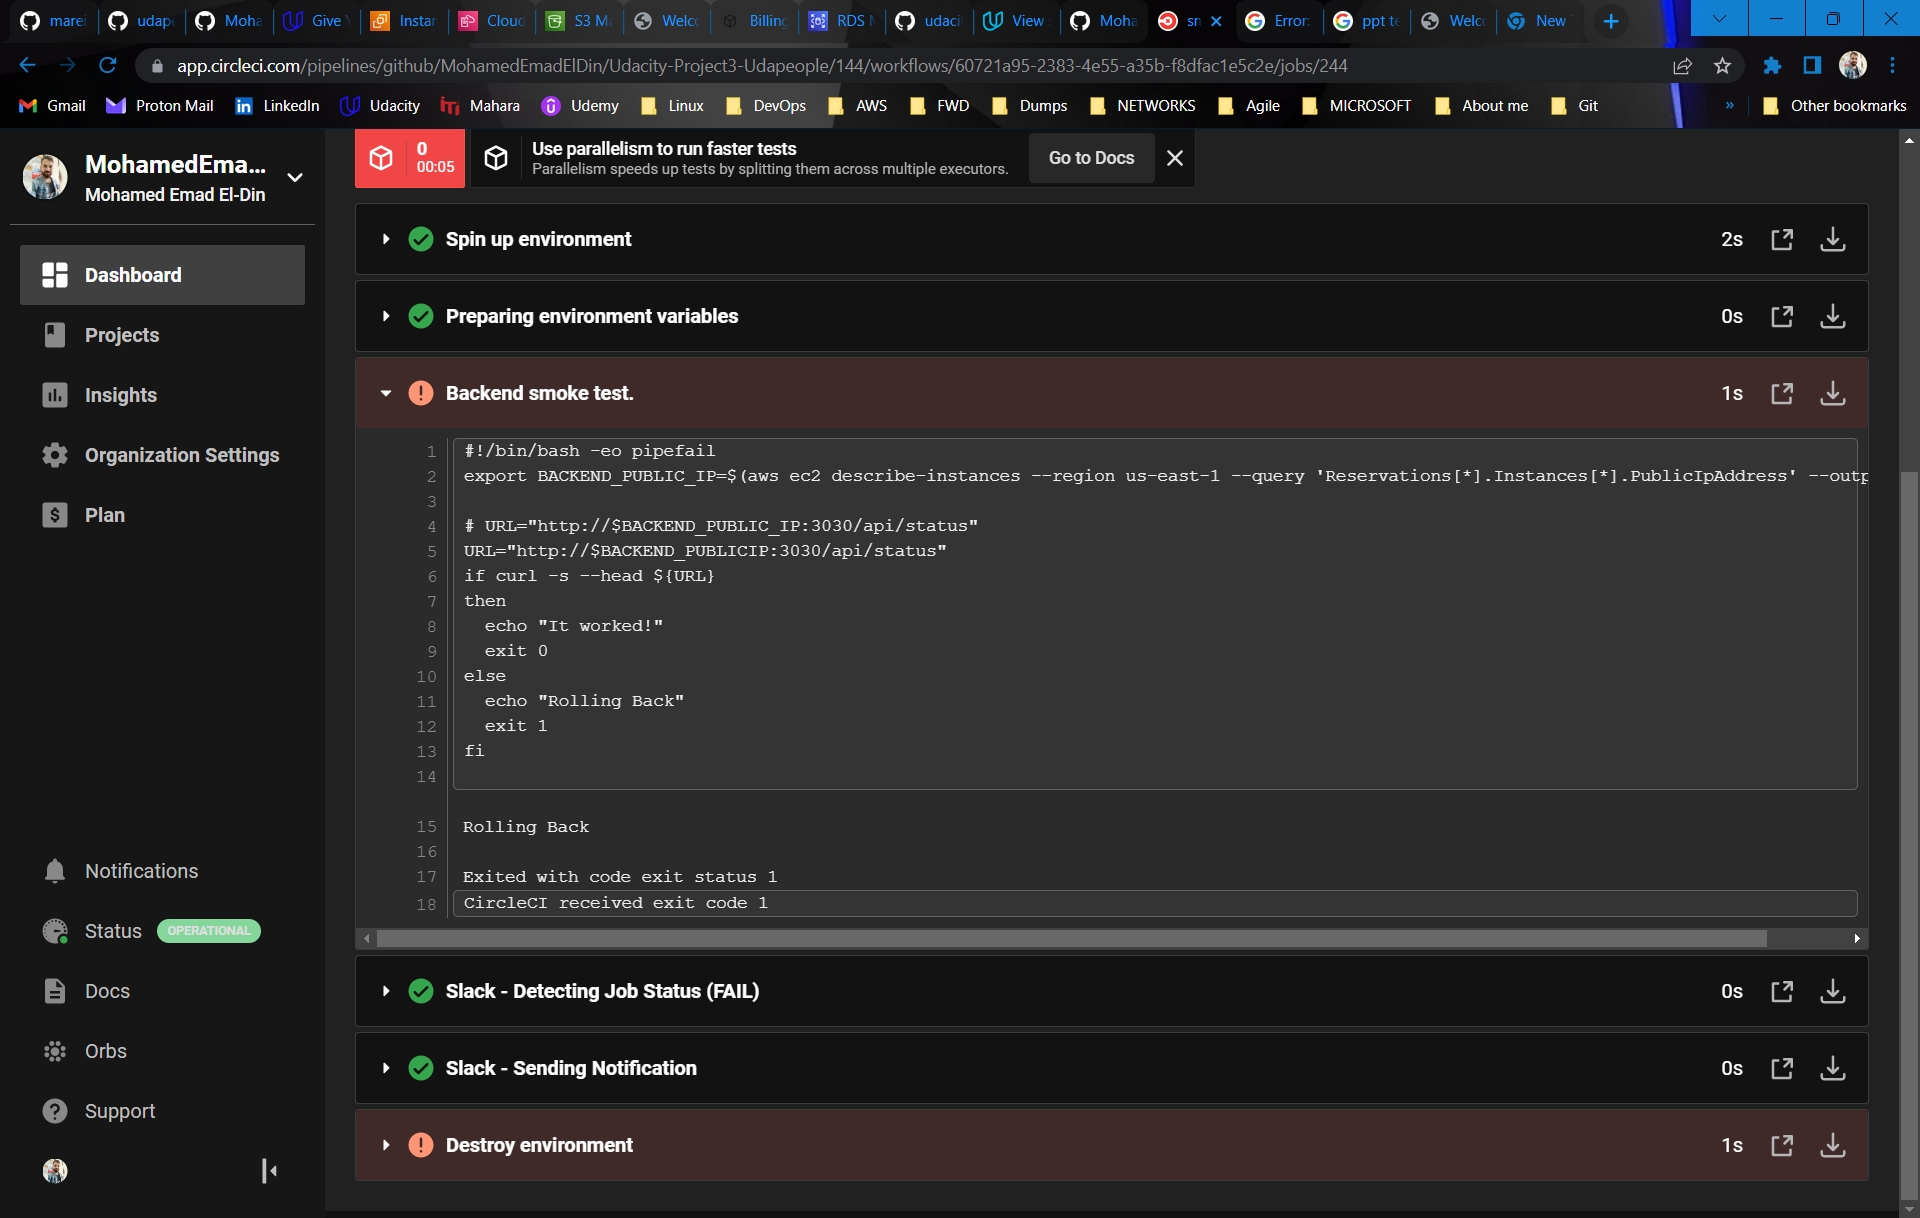 marei
udape
Moha
Give
Instan
Cloud
S3 M
Welc
Billing
RDS
udacit
View
Moha
sm
Error:
ppt te
Welc
New
app.circleci.com/pipelines/github/MohamedEmadElDin/Udacity-Project3-Udapeople/144/workflows/60721a95-2383-4e55-a35b-f8dfac1e5c2e/jobs/244
Gmail Proton Mail LinkedIn Udacity Mahara Udemy Linux DevOps AWS FWD Dumps NETWORKS Agile MICROSOFT About me Git » Other bookmarks
MohamedEma...
Mohamed Emad El-Din
Dashboard
Projects
Insights
Organization Settings
Plan
Notifications
Status OPERATIONAL
Docs
Orbs
Support
0
00:05
Use parallelism to run faster tests
Parallelism speeds up tests by splitting them across multiple executors.
Go to Docs
Spin up environment 2s
Preparing environment variables 0s
Backend smoke test. 1s
1 #!/bin/bash -eo pipefail
2 export BACKEND_PUBLIC_IP=$(aws ec2 describe-instances --region us-east-1 --query 'Reservations[*].Instances[*].PublicIpAddress' --outp
3
4 # URL="http://$BACKEND_PUBLIC_IP:3030/api/status"
5 URL="http://$BACKEND_PUBLICIP:3030/api/status"
6 if curl -s --head ${URL}
7 then
8 echo "It worked!"
9 exit 0
10 else
11 echo "Rolling Back"
12 exit 1
13 fi
14
15 Rolling Back
16
17 Exited with code exit status 1
18 CircleCI received exit code 1
Slack - Detecting Job Status (FAIL) 0s
Slack - Sending Notification 0s
Destroy environment 1s